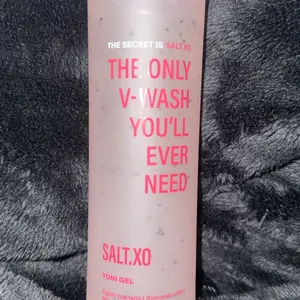 THE SECRET IS SALT.XO
THE ONLY
V-WASH
YOU'LL
EVER
NEED
SALT.XO
YONI GEL